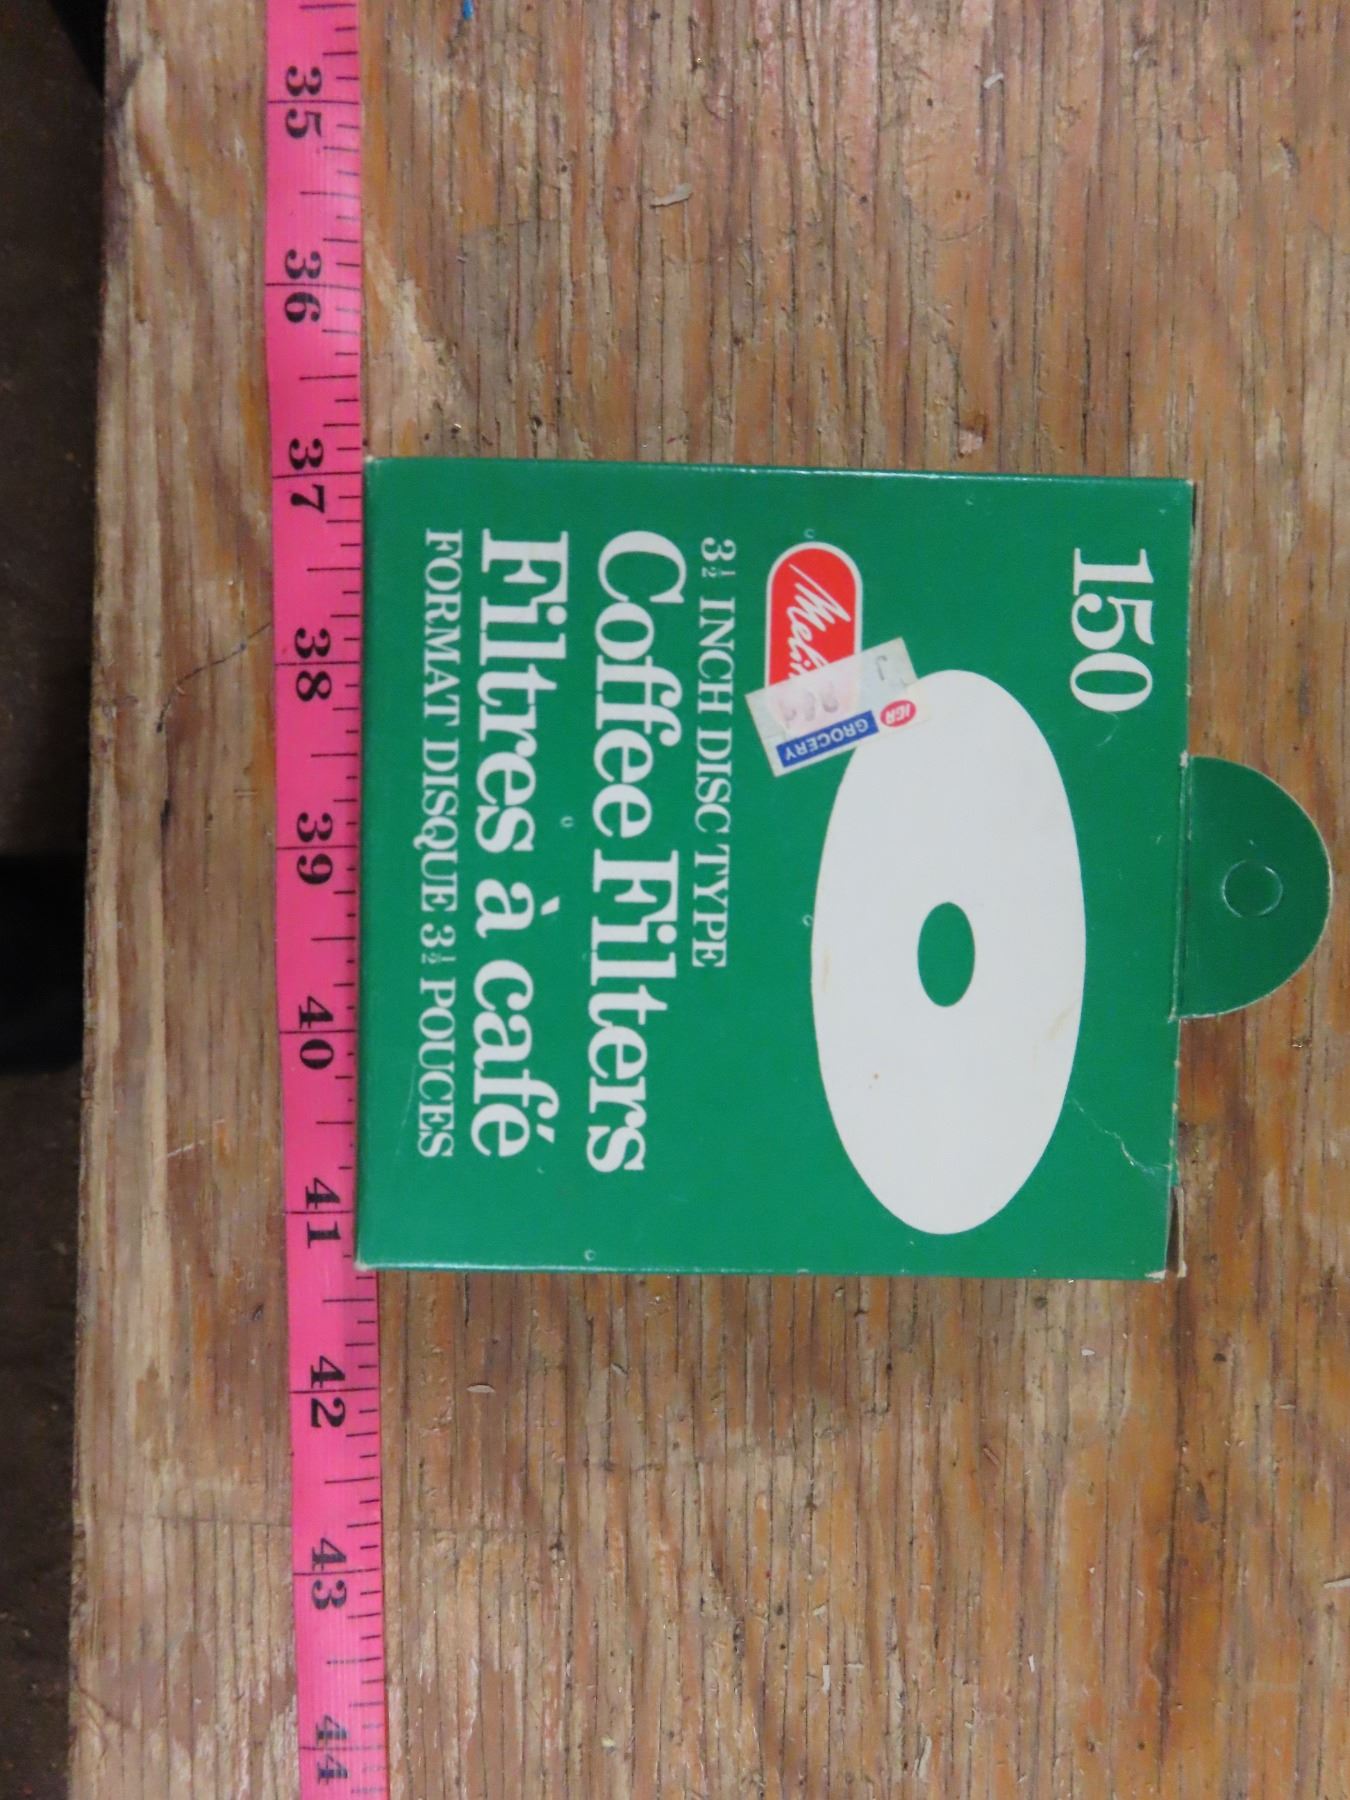 150
Meli
IGA
GROCERY
3½ INCH DISC TYPE
Coffee Filters
Filtres à café
FORMAT DISQUE 3½ POUCES
35
36
37
38
39
40
41
42
43
44